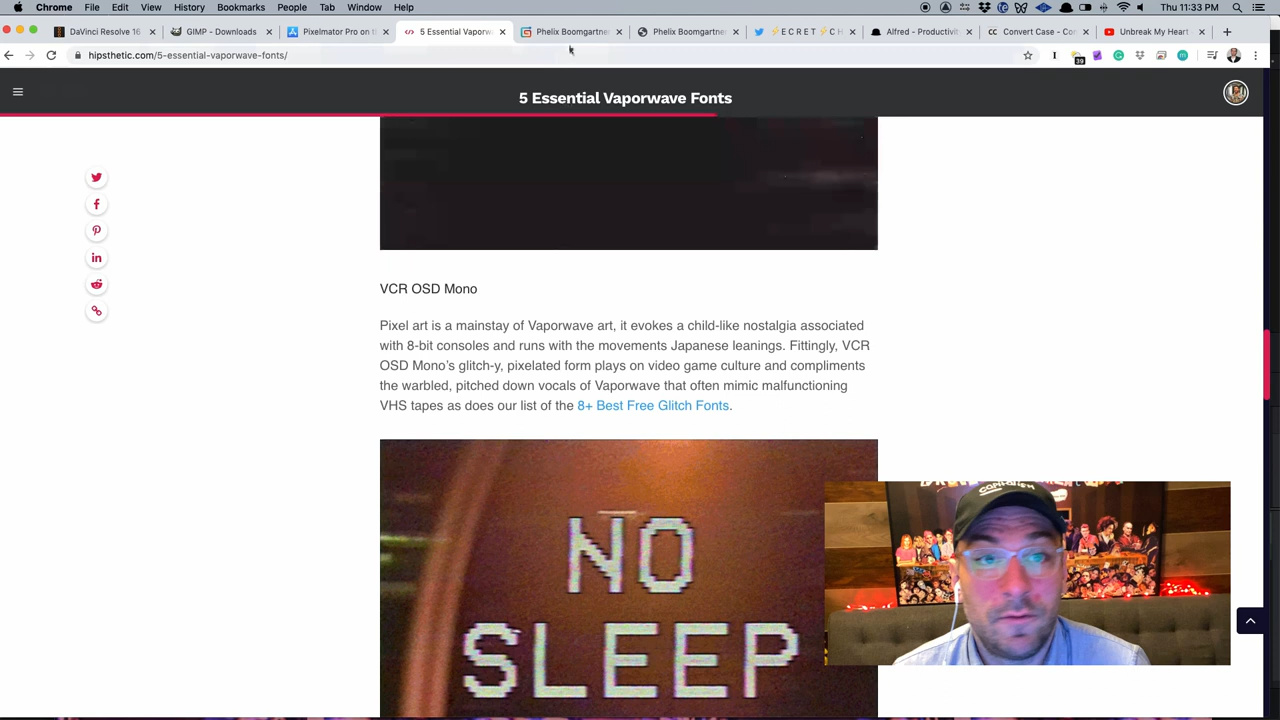 Chrome File Edit View History Bookmarks People Tab Window Help Thu 11:33 PM
DaVinci Resolve 16 GIMP - Downloads Pixelmator Pro on t 5 Essential Vaporw Phelix Boomgartne Phelix Boomgartner ⚡E C R E T ⚡C H Alfred - Productivi Convert Case - Co Unbreak My Heart
hipsthetic.com/5-essential-vaporwave-fonts/
39
5 Essential Vaporwave Fonts
VCR OSD Mono
Pixel art is a mainstay of Vaporwave art, it evokes a child-like nostalgia associated
with 8-bit consoles and runs with the movements Japanese leanings. Fittingly, VCR
OSD Mono's glitch-y, pixelated form plays on video game culture and compliments
the warbled, pitched down vocals of Vaporwave that often mimic malfunctioning
VHS tapes as does our list of the 8+ Best Free Glitch Fonts.
NO
SLEEP